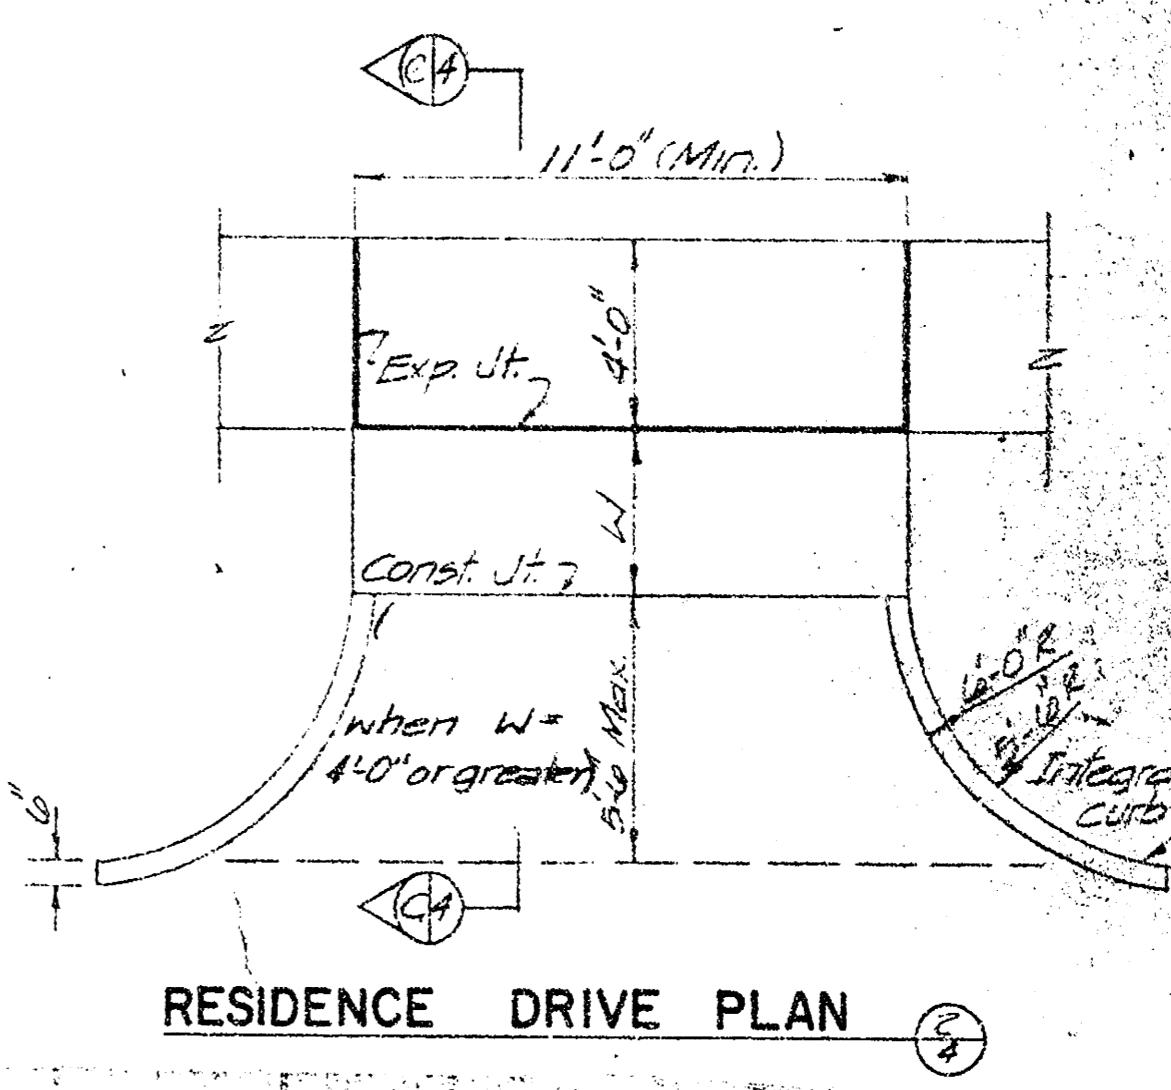 C 4
11'-0" (Min.)
4'-0"
Exp. Jt.
W
Const. Jt.
6'-0" R
5'-6" R
when W =
4'-0" or greater
5'-6" Max.
Integra
curb
6"
C 4
RESIDENCE DRIVE PLAN
4